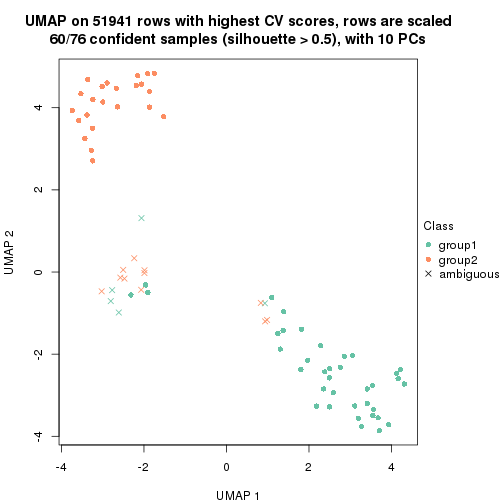 UMAP on 51941 rows with highest CV scores, rows are scaled
60/76 confident samples (silhouette > 0.5), with 10 PCs
4
2
0
-2
-4
UMAP 2
-4
-2
0
2
4
UMAP 1
Class
group1
group2
ambiguous